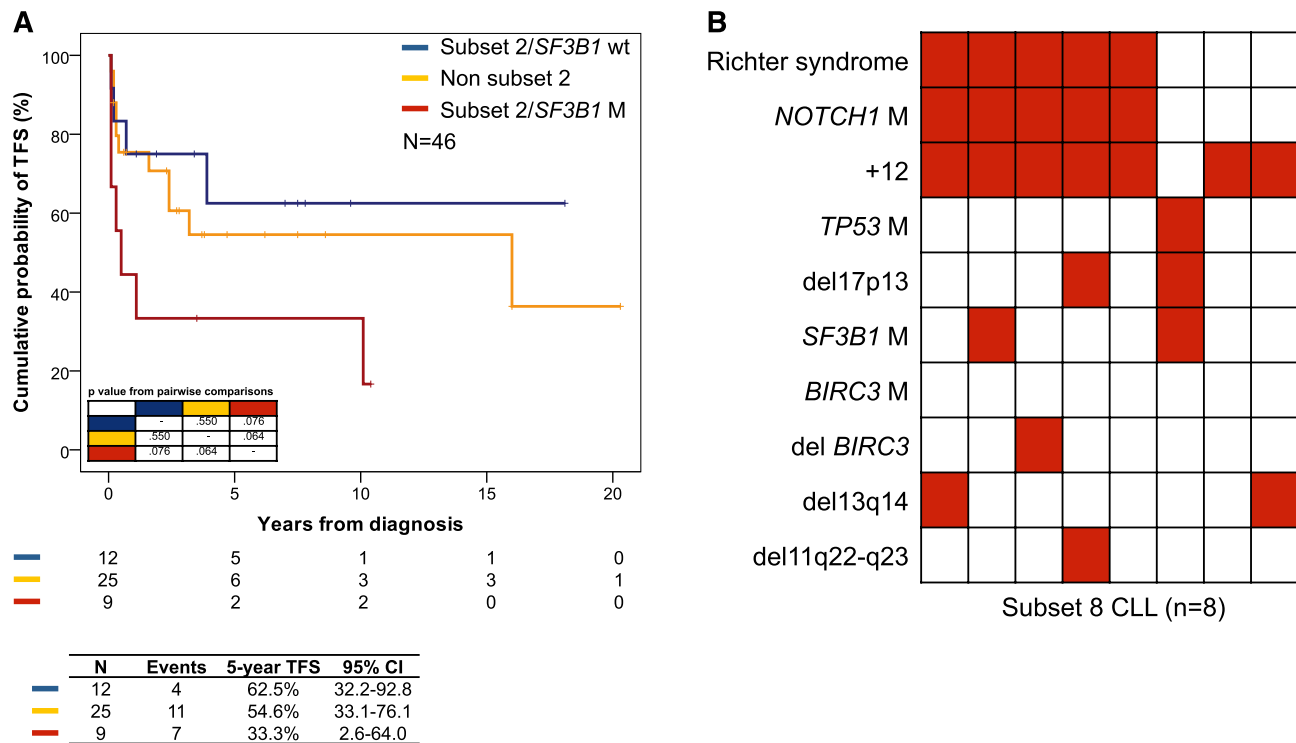 A
Cumulative probability of TFS (%)
100
80
60
40
20
0
Subset 2/SF3B1 wt
Non subset 2
Subset 2/SF3B1 M
N=46
p value from pairwise comparisons
- .550 .076
.550 - .064
.076 .064 -
0 5 10 15 20
Years from diagnosis
12 5 1 1 0
25 6 3 3 1
9 2 2 0 0
N Events 5-year TFS 95% CI
12 4 62.5% 32.2-92.8
25 11 54.6% 33.1-76.1
9 7 33.3% 2.6-64.0
B
Richter syndrome
NOTCH1 M
+12
TP53 M
del17p13
SF3B1 M
BIRC3 M
del BIRC3
del13q14
del11q22-q23
Subset 8 CLL (n=8)